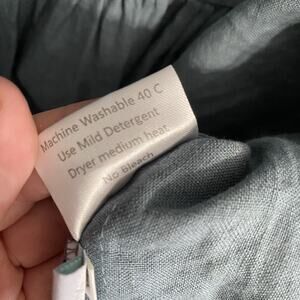 Machine Washable 40 C
Use Mild Detergent
Dryer medium heat
No Bleach